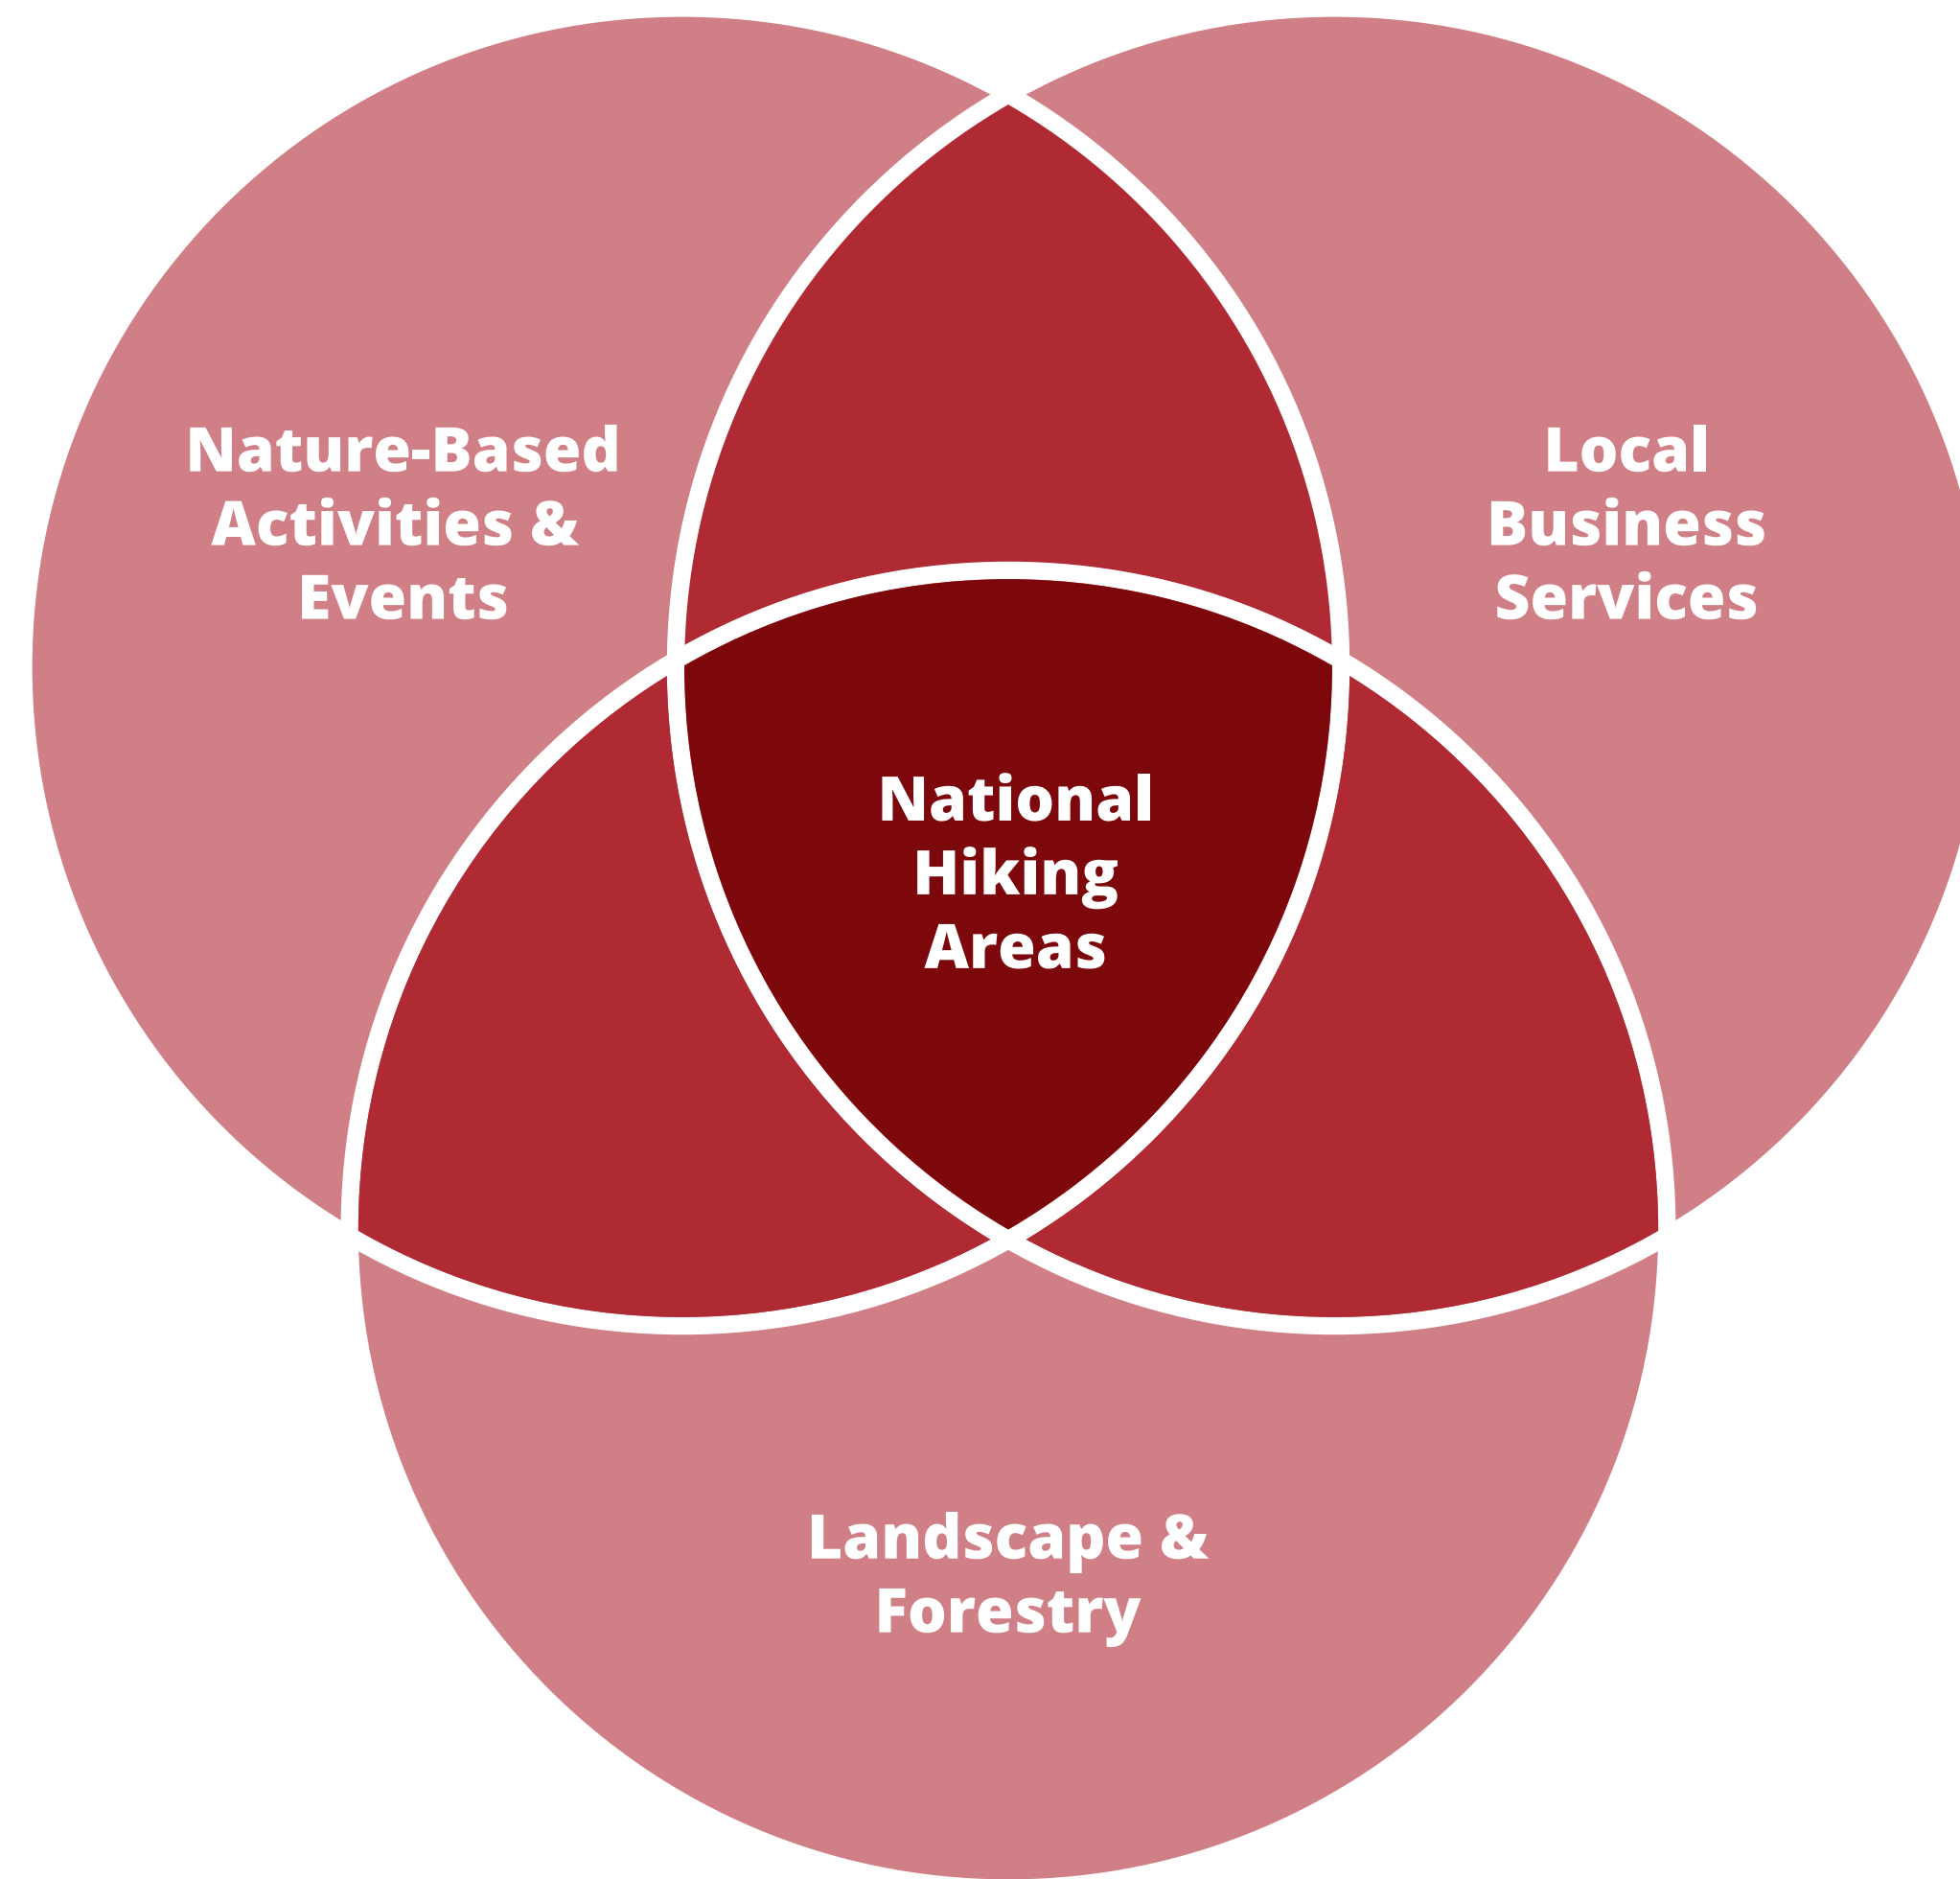 Nature-Based
Activities &
Events
Local
Business
Services
National
Hiking
Areas
Landscape &
Forestry